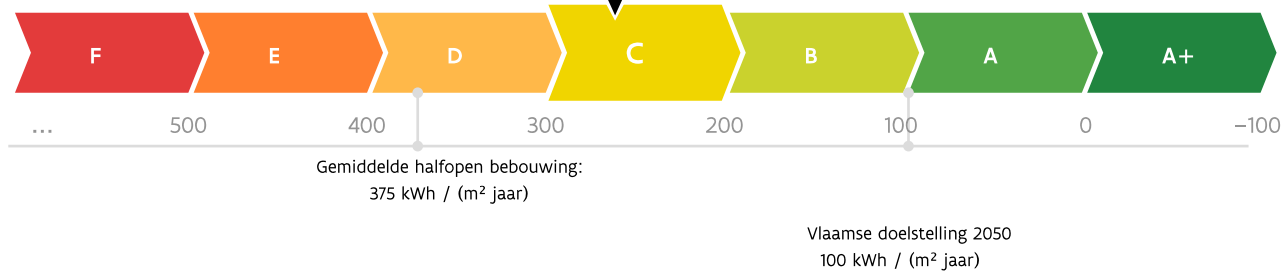 F E D C B A A+
... 500 400 300 200 100 0 –100
Gemiddelde halfopen bebouwing:
375 kWh / (m² jaar)
Vlaamse doelstelling 2050
100 kWh / (m² jaar)